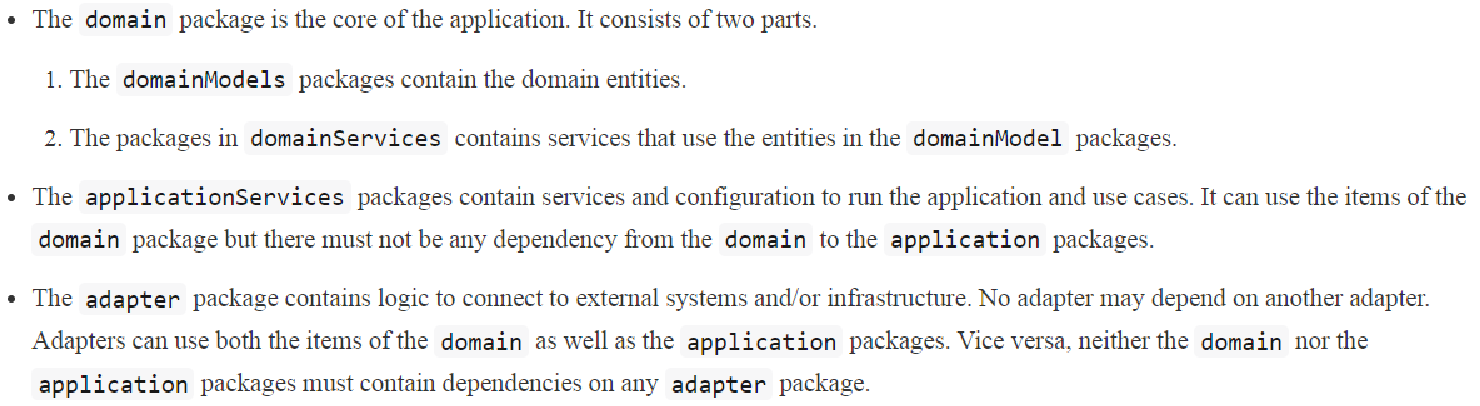 • The domain package is the core of the application. It consists of two parts.
1. The domainModels packages contain the domain entities.
2. The packages in domainServices contains services that use the entities in the domainModel packages.
• The applicationServices packages contain services and configuration to run the application and use cases. It can use the items of the
domain package but there must not be any dependency from the domain to the application packages.
• The adapter package contains logic to connect to external systems and/or infrastructure. No adapter may depend on another adapter.
Adapters can use both the items of the domain as well as the application packages. Vice versa, neither the domain nor the
application packages must contain dependencies on any adapter package.